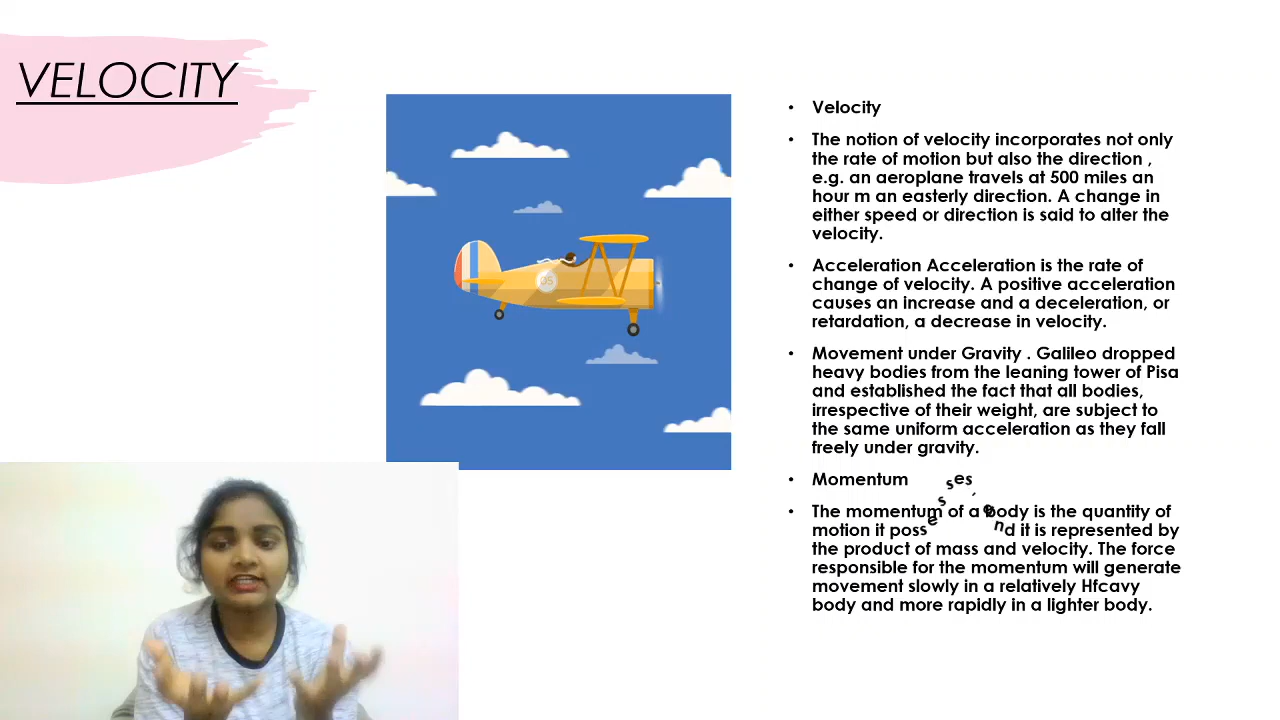 VELOCITY
• Velocity
• The notion of velocity incorporates not only
the rate of motion but also the direction ,
e.g. an aeroplane travels at 500 miles an
hour m an easterly direction. A change in
either speed or direction is said to alter the
velocity.
• Acceleration Acceleration is the rate of
change of velocity. A positive acceleration
causes an increase and a deceleration, or
retardation, a decrease in velocity.
• Movement under Gravity . Galileo dropped
heavy bodies from the leaning tower of Pisa
and established the fact that all bodies,
irrespective of their weight, are subject to
the same uniform acceleration as they fall
freely under gravity.
• Momentum
• The momentum of a body is the quantity of
motion it possesses, end it is represented by
the product of mass and velocity. The force
responsible for the momentum will generate
movement slowly in a relatively Hfcavy
body and more rapidly in a lighter body.
05